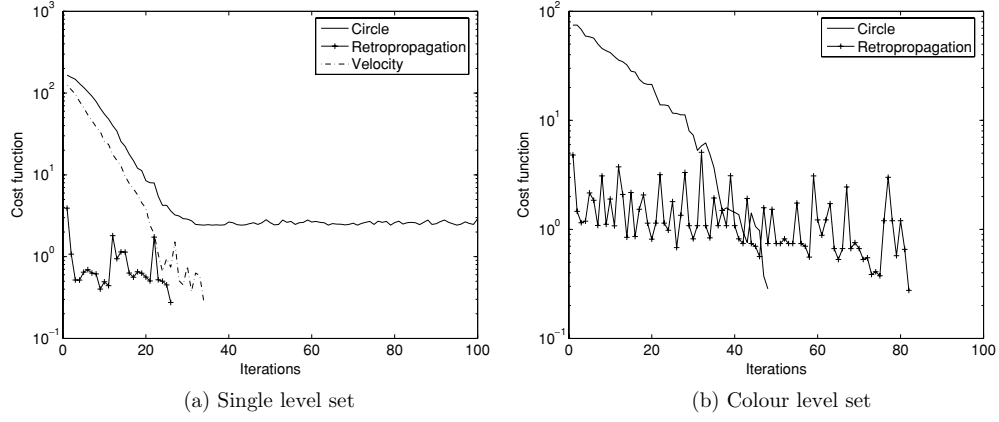 10^3
10^2
10^1
10^0
10^-1
Cost function
0 20 40 60 80 100
Iterations
Circle
Retropropagation
Velocity
(a) Single level set
10^2
10^1
10^0
10^-1
Cost function
0 20 40 60 80 100
Iterations
Circle
Retropropagation
(b) Colour level set